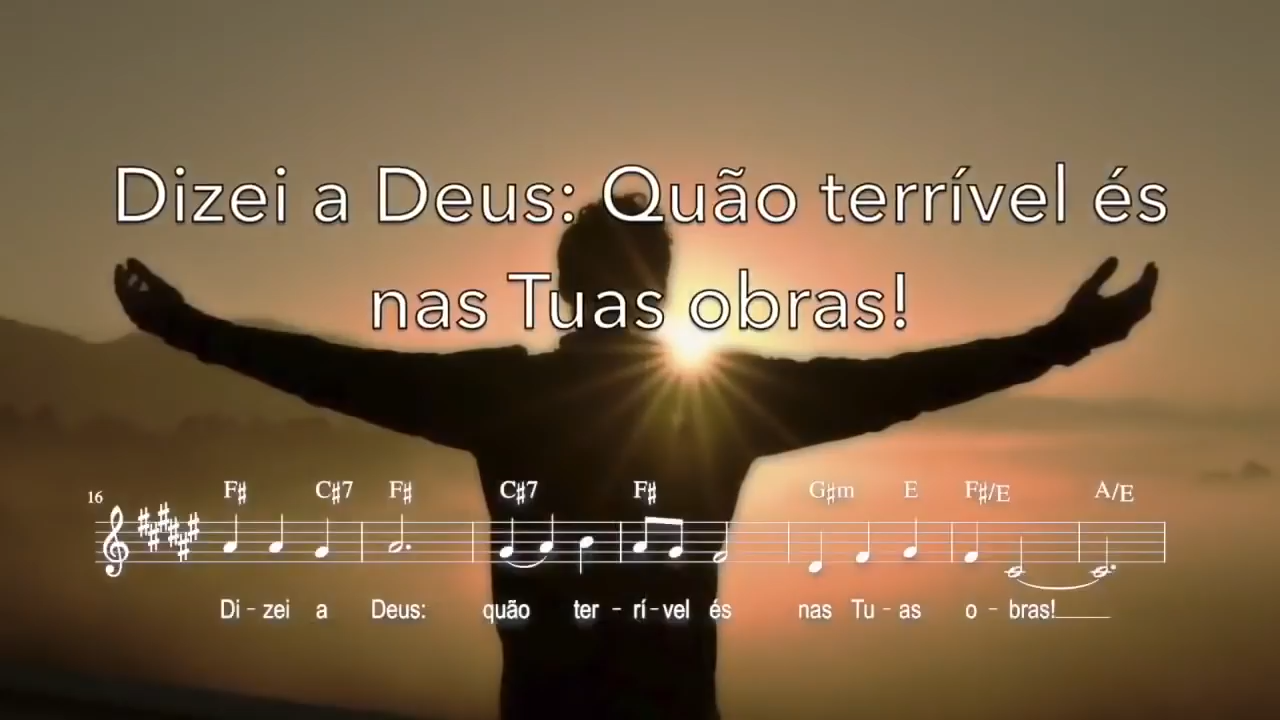 Dizei a Deus: Quão terrível és
nas Tuas obras!
16 F♯ C♯7 F♯ C♯7 F♯ G♯m E F♯/E A/E
Di - zei a Deus: quão ter - rí - vel és nas Tu - as o - bras!